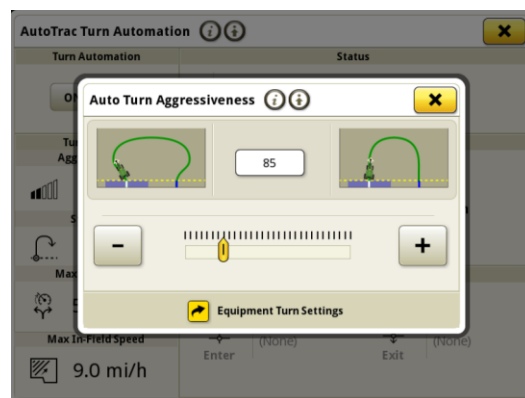 AutoTrac Turn Automation
Turn Automation
Status
Auto Turn Aggressiveness
85
Equipment Turn Settings
Max In-Field Speed
9.0 mi/h
Enter
(None)
Exit
(None)